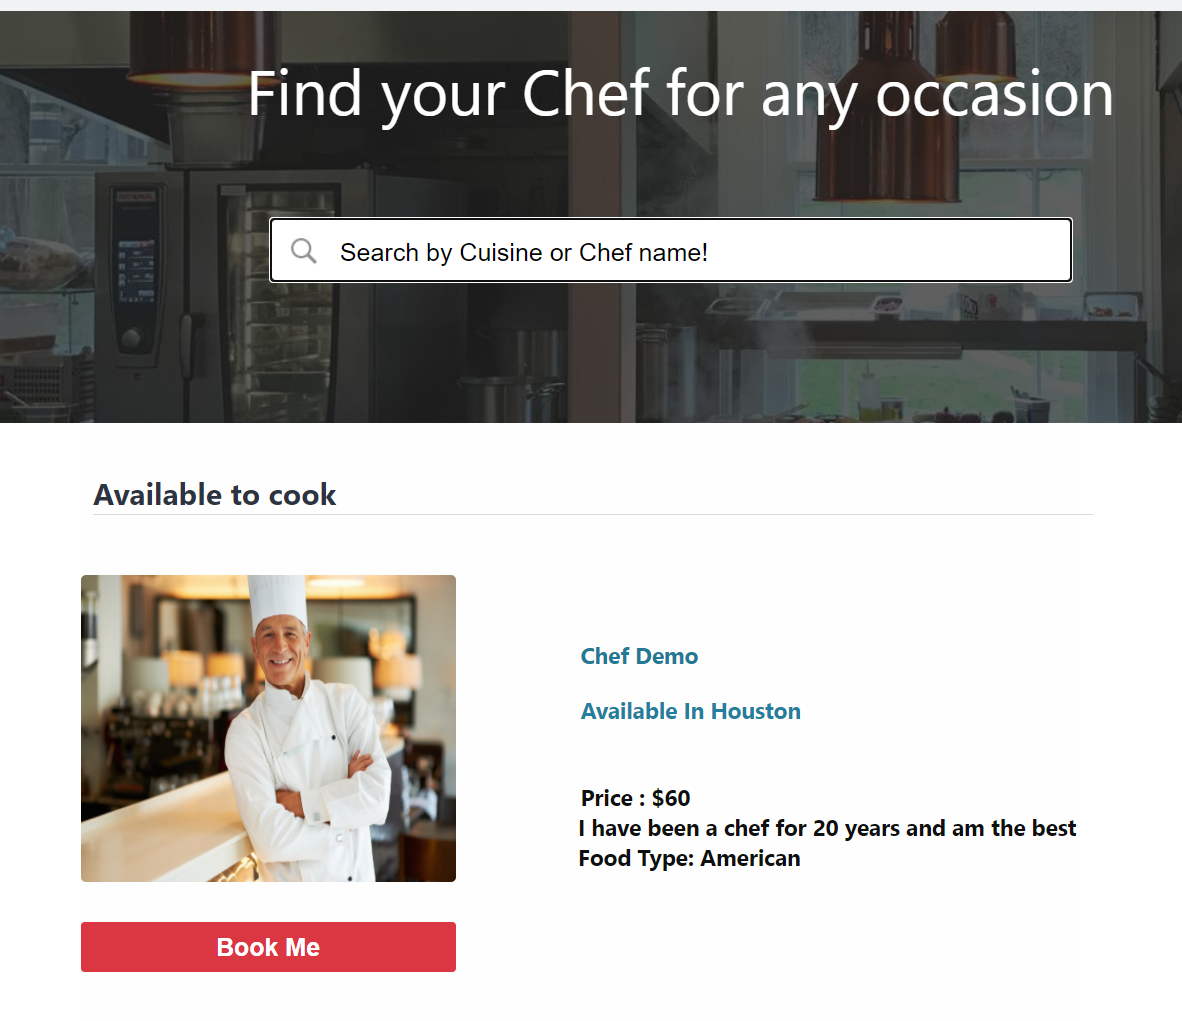 Find your Chef for any occasion
Search by Cuisine or Chef name!
Available to cook
Chef Demo
Available In Houston
Price : $60
I have been a chef for 20 years and am the best
Food Type: American
Book Me